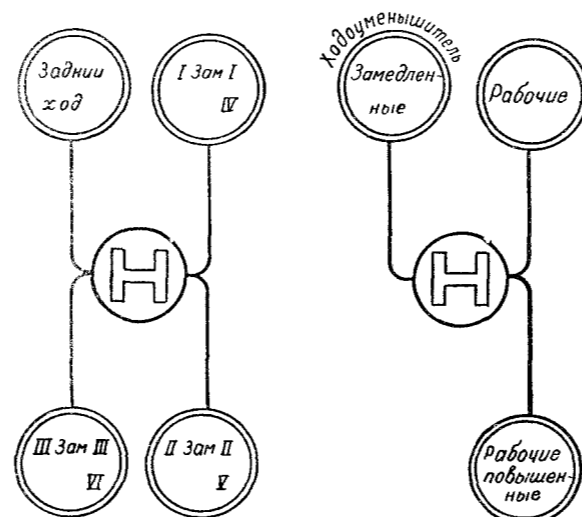 Задний
ход
I Зам I
IV
Н
III Зам III
VI
II Зам II
V
Ходоуменьшитель
Замедлен-
ные
Рабочие
Н
Рабочие
повышен-
ные